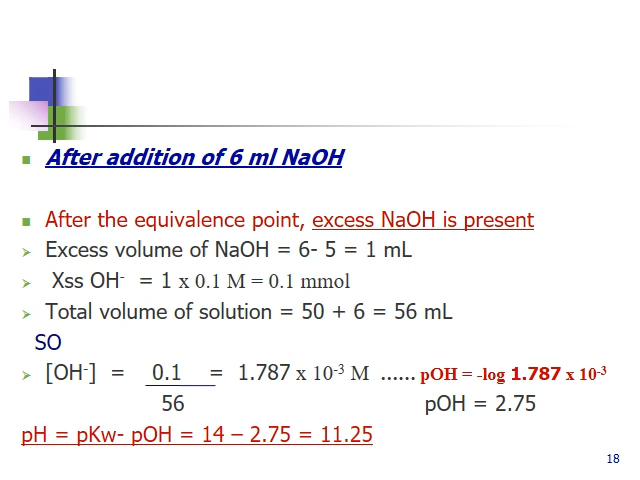 After addition of 6 ml NaOH
After the equivalence point, excess NaOH is present
Excess volume of NaOH = 6- 5 = 1 mL
Xss OH⁻ = 1 x 0.1 M = 0.1 mmol
Total volume of solution = 50 + 6 = 56 mL
SO
[OH⁻] = 0.1 = 1.787 x 10⁻³ M ...... pOH = -log 1.787 x 10⁻³
56 pOH = 2.75
pH = pKw- pOH = 14 – 2.75 = 11.25
18